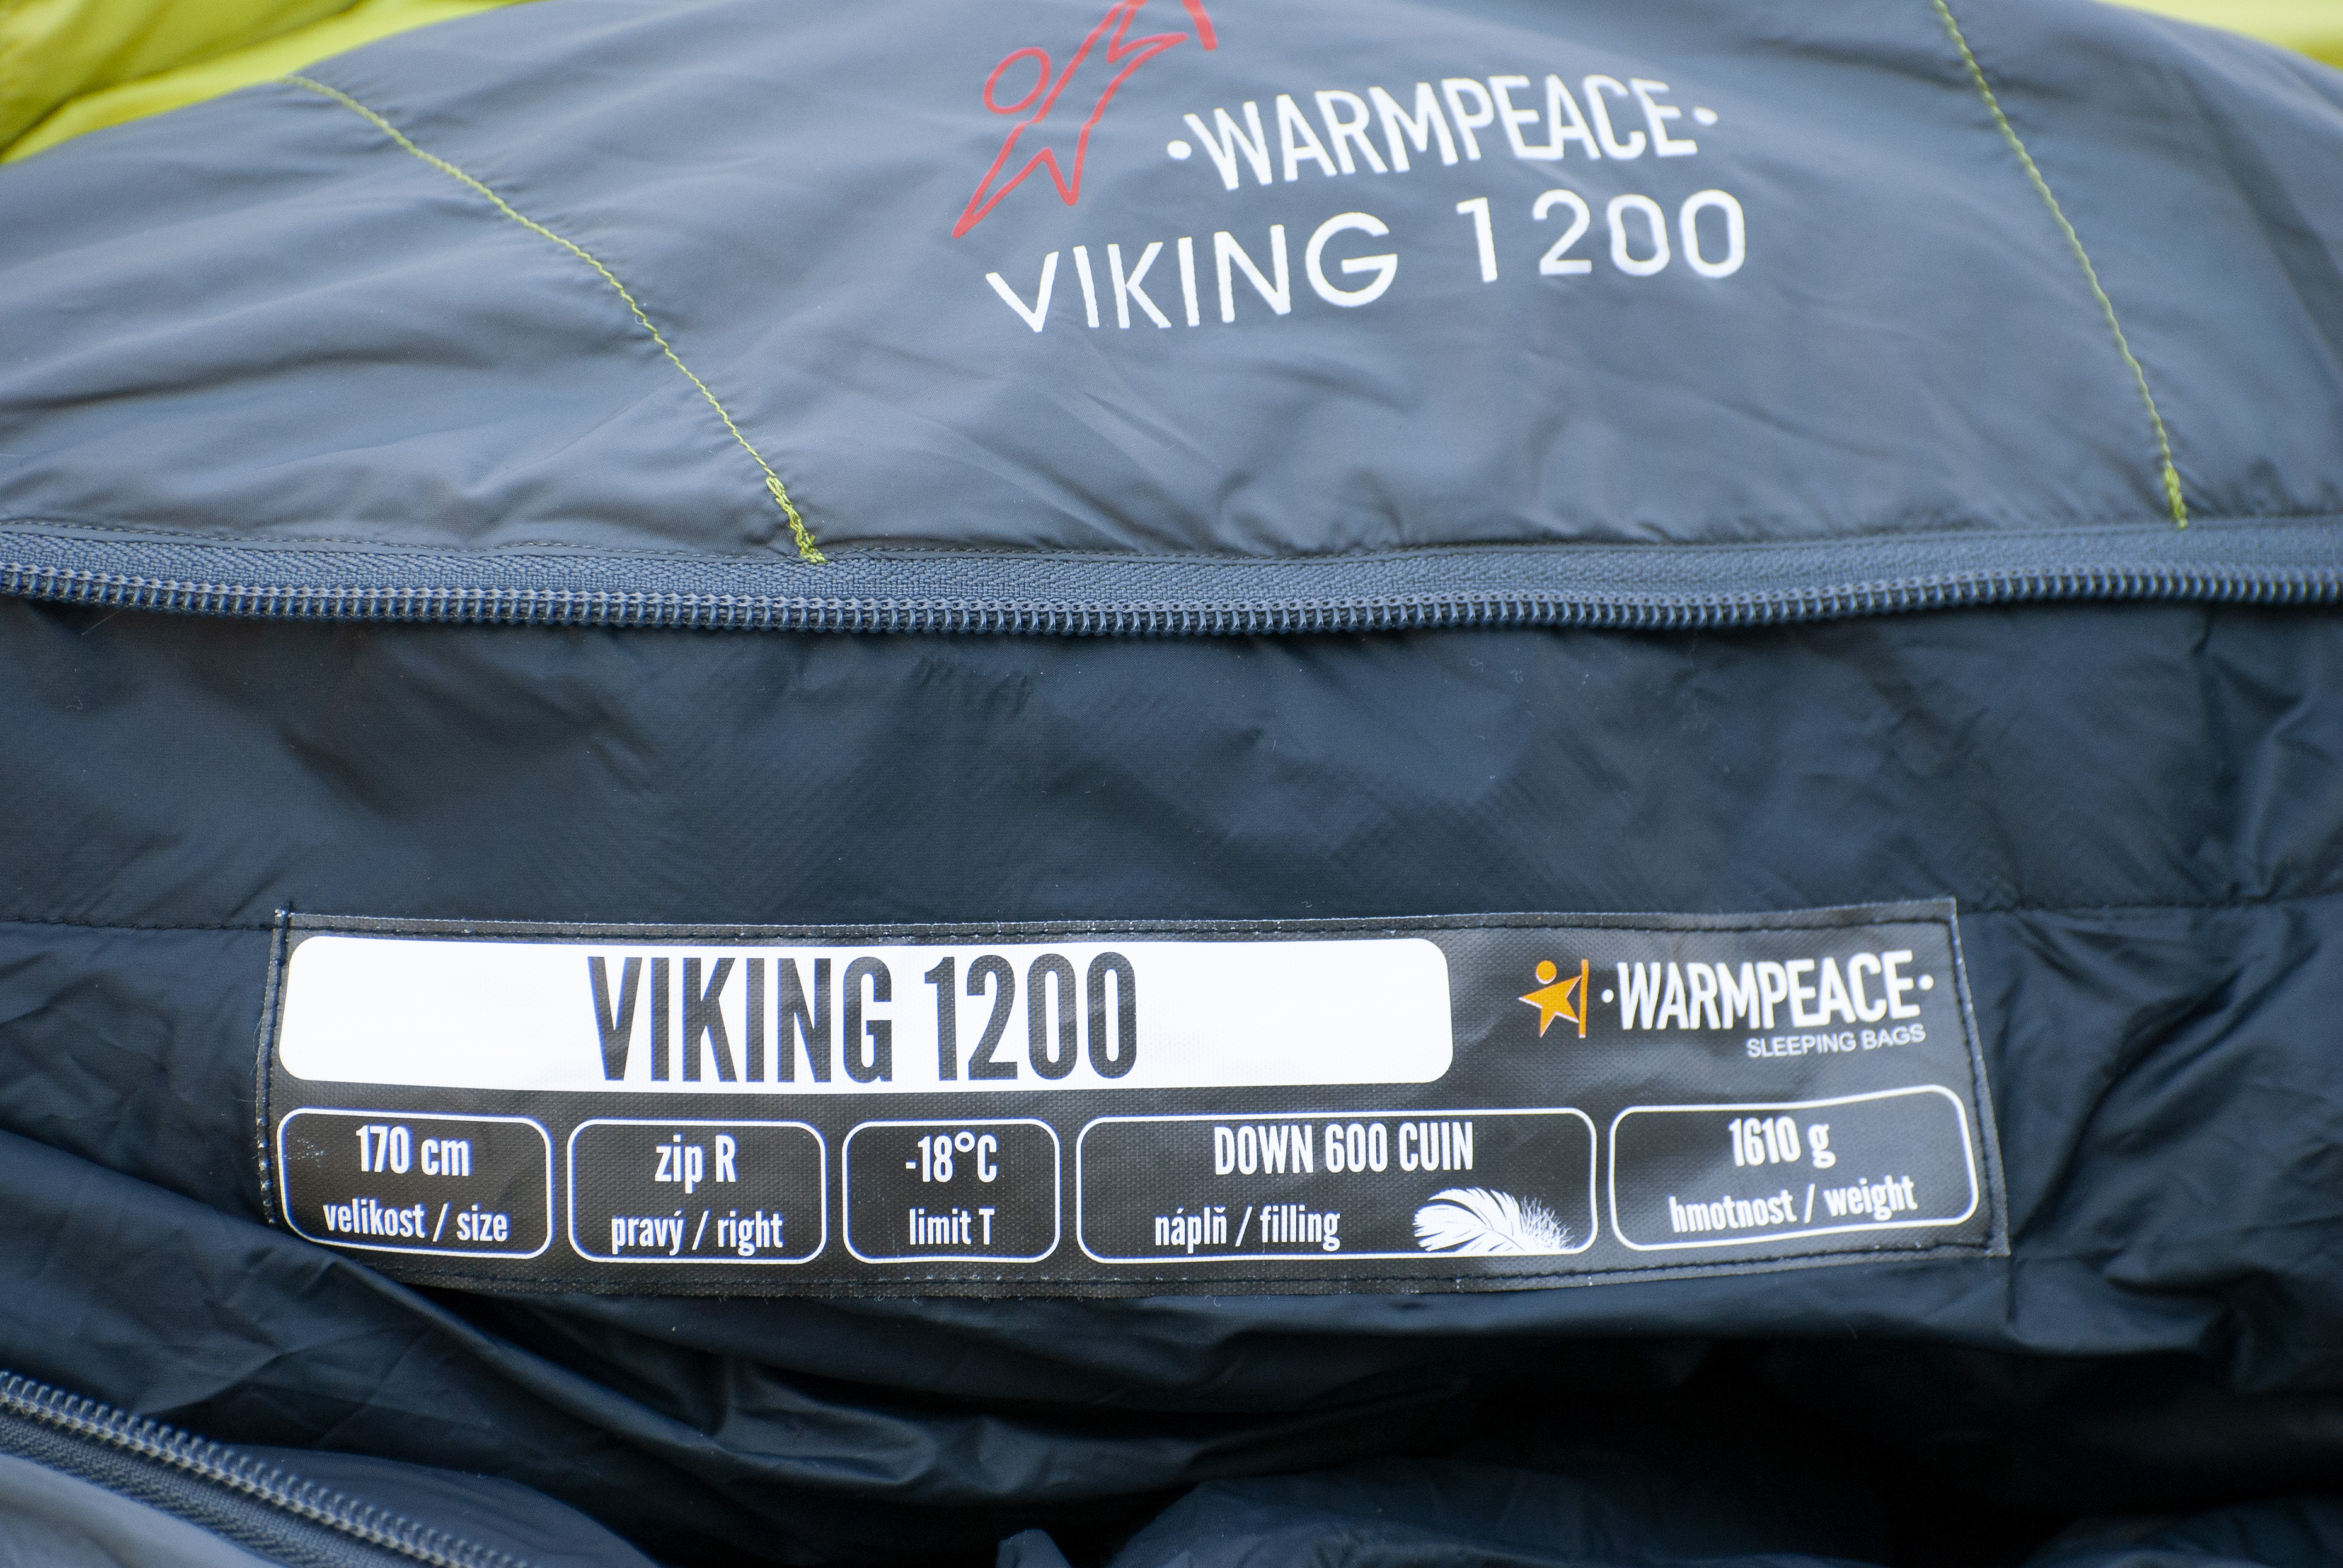 ·WARMPEACE·
VIKING 1200
VIKING 1200
·WARMPEACE·
SLEEPING BAGS
170 cm
velikost / size
zip R
pravý / right
-18°C
limit T
DOWN 600 CUIN
náplň / filling
1610 g
hmotnost / weight